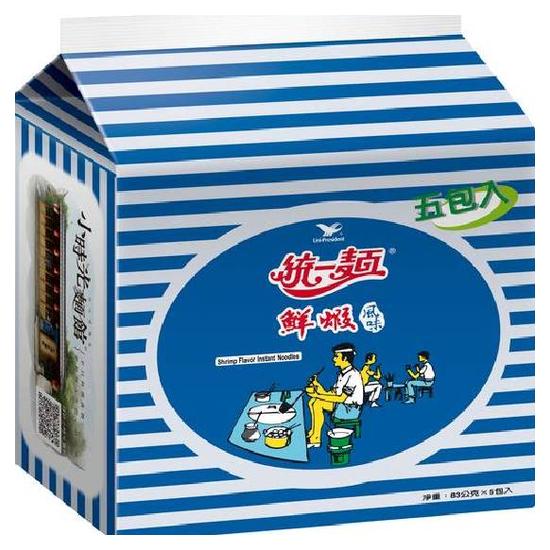 五包入
Uni-President
統一麵®
鮮蝦風味
Shrimp Flavor Instant Noodles
小時光麵館
淨重：83公克×5包入